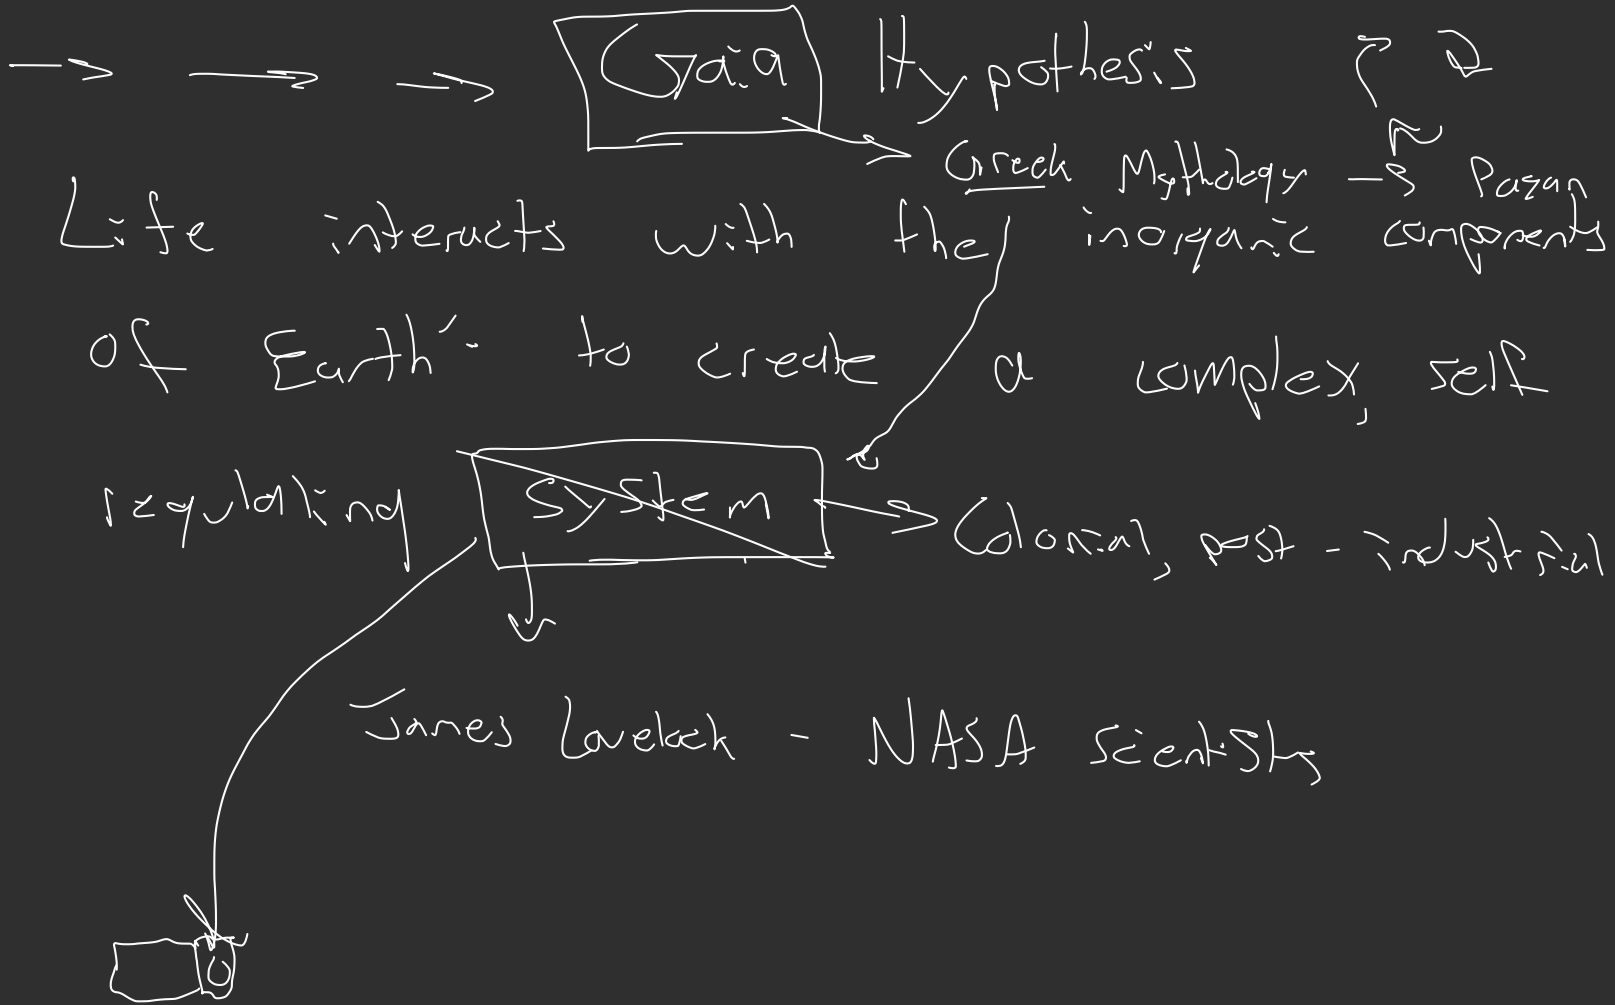 Gaia Hypothesis
Greek Mythology → Pagan
Life interacts with the inorganic components
of Earth to create a complex, self
regulating system → Colonial, post-industrial
James Lovelock - NASA Scientists